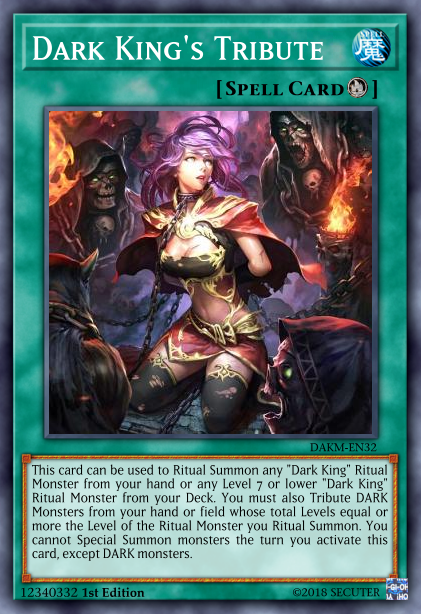 Dark King's Tribute
魔
[Spell Card]
DAKM-EN32
This card can be used to Ritual Summon any "Dark King" Ritual
Monster from your hand or any Level 7 or lower "Dark King"
Ritual Monster from your Deck. You must also Tribute DARK
Monsters from your hand or field whose total Levels equal or
more the Level of the Ritual Monster you Ritual Summon. You
cannot Special Summon monsters the turn you activate this
card, except DARK monsters.
12340332 1st Edition ©2018 SECUTER